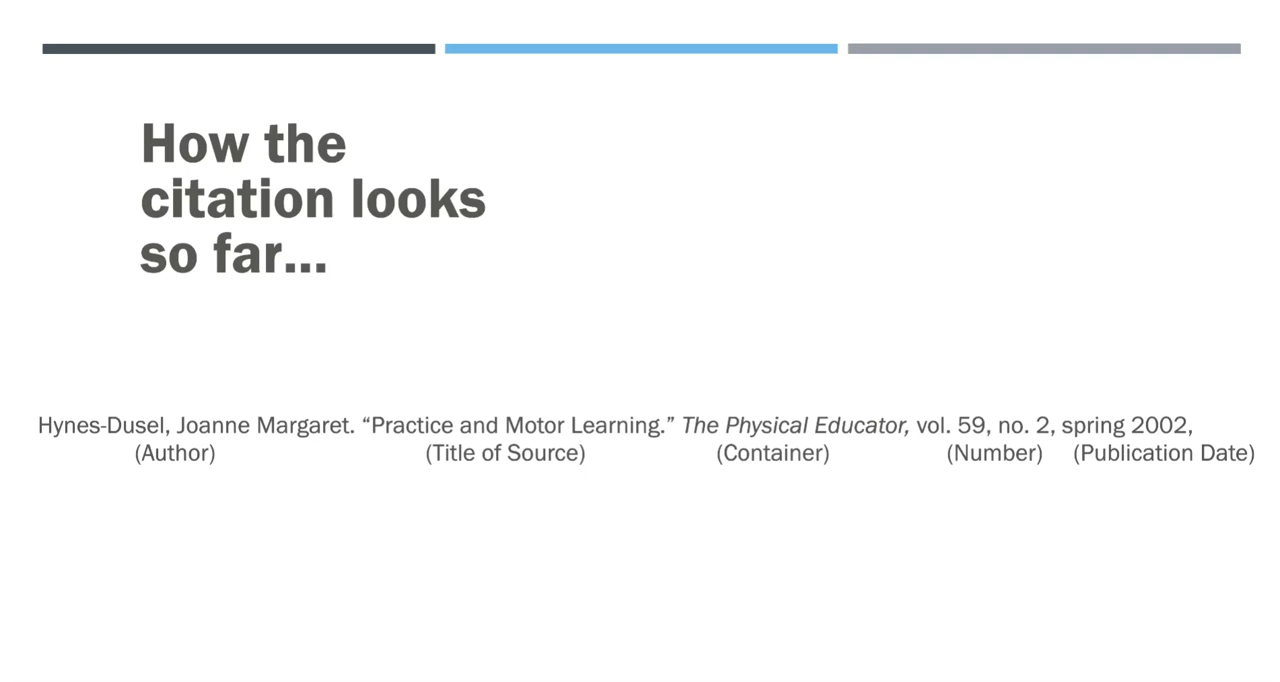 How the
citation looks
so far...
Hynes-Dusel, Joanne Margaret. “Practice and Motor Learning.” The Physical Educator, vol. 59, no. 2, spring 2002,
(Author) (Title of Source) (Container) (Number) (Publication Date)